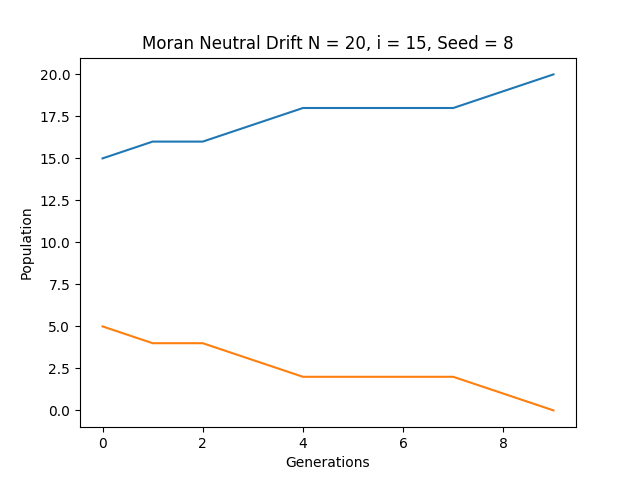 Moran Neutral Drift N = 20, i = 15, Seed = 8
20.0
17.5
15.0
12.5
10.0
7.5
5.0
2.5
0.0
Population
0 2 4 6 8
Generations